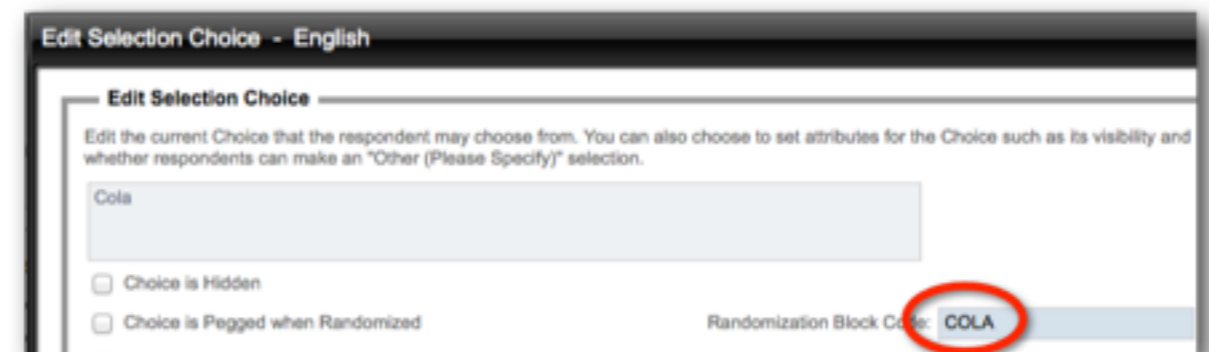 Edit Selection Choice - English
Edit Selection Choice
Edit the current Choice that the respondent may choose from. You can also choose to set attributes for the Choice such as its visibility and
whether respondents can make an "Other (Please Specify)" selection.
Cola
Choice is Hidden
Choice is Pegged when Randomized Randomization Block Code: COLA